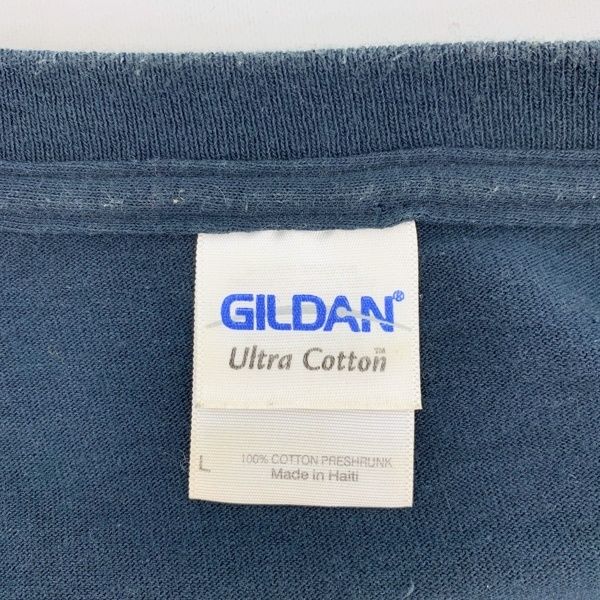 GILDAN®
Ultra Cotton™
L
100% COTTON PRESHRUNK
Made in Haiti